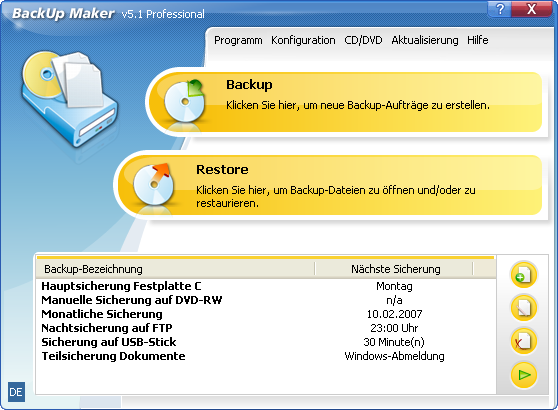 BackUp Maker v5.1 Professional
? X
Programm Konfiguration CD/DVD Aktualisierung Hilfe
Backup
Klicken Sie hier, um neue Backup-Aufträge zu erstellen.
Restore
Klicken Sie hier, um Backup-Dateien zu öffnen und/oder zu
restaurieren.
Backup-Bezeichnung Nächste Sicherung
Hauptsicherung Festplatte C Montag
Manuelle Sicherung auf DVD-RW n/a
Monatliche Sicherung 10.02.2007
Nachtsicherung auf FTP 23:00 Uhr
Sicherung auf USB-Stick 30 Minute(n)
Teilsicherung Dokumente Windows-Abmeldung
DE